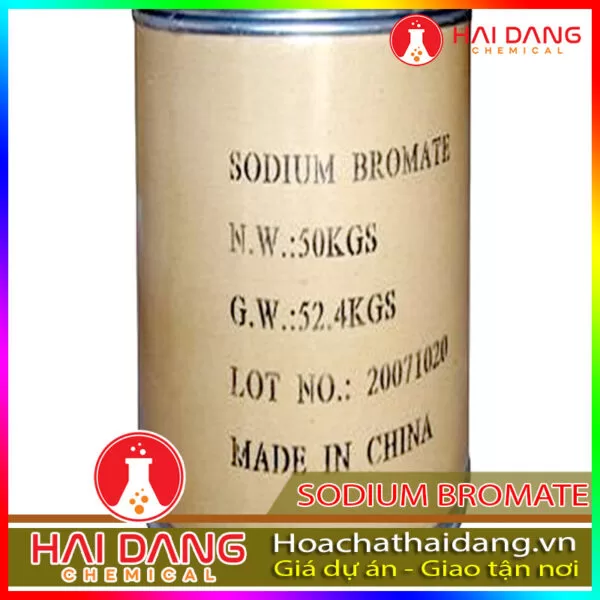 HAI DANG
CHEMICAL
SODIUM BROMATE
N.W.:50KGS
G.W.:52.4KGS
LOT NO.: 20071020
MADE IN CHINA
SODIUM BROMATE
HAI DANG
CHEMICAL
Hoachathaidang.vn
Giá dự án - Giao tận nơi